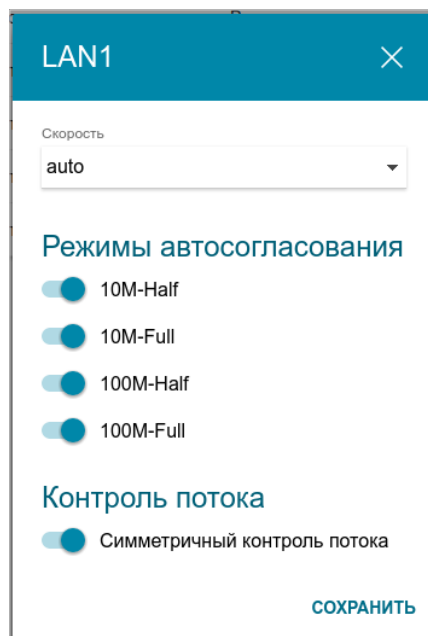 LAN1
Скорость
auto
Режимы автосогласования
10M-Half
10M-Full
100M-Half
100M-Full
Контроль потока
Симметричный контроль потока
СОХРАНИТЬ